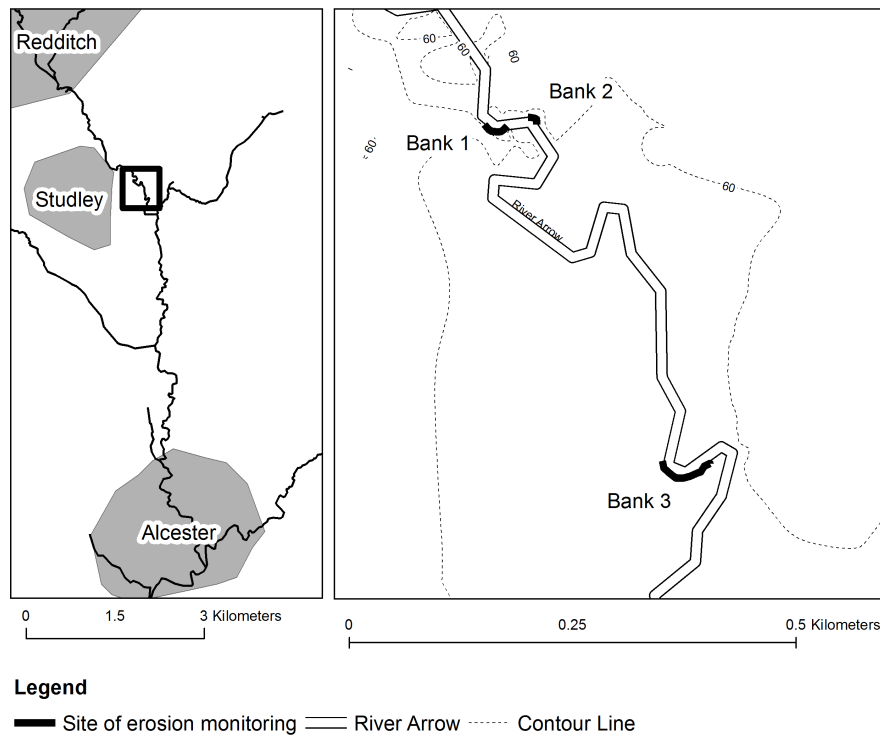 Redditch
Studley
Alcester
0 1.5 3 Kilometers
60
60
60
Bank 2
Bank 1
60
60
River Arrow
Bank 3
0 0.25 0.5 Kilometers
Legend
Site of erosion monitoring River Arrow Contour Line